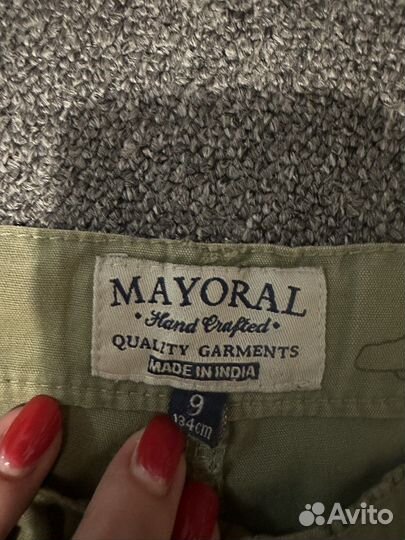 MAYORAL
• Hand Crafted •
QUALITY GARMENTS
MADE IN INDIA
9
134cm
Avito